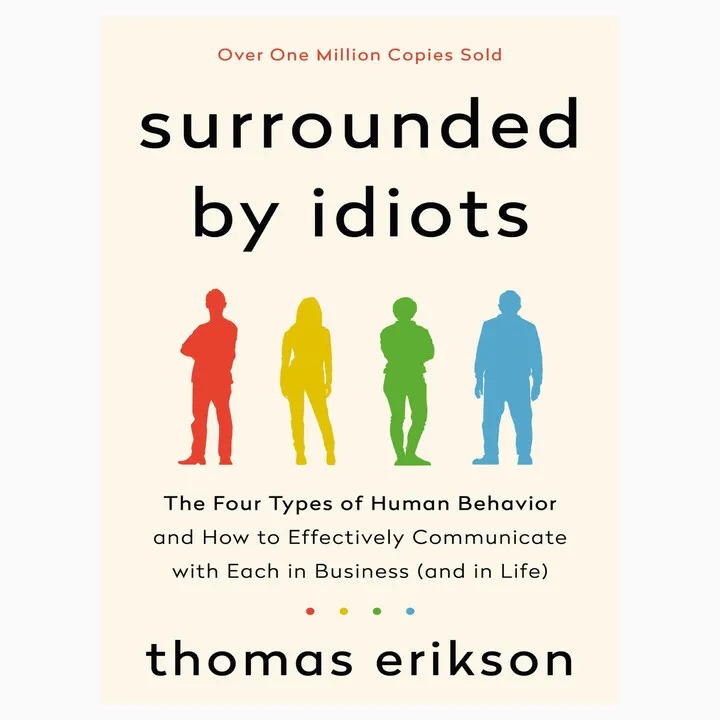 Over One Million Copies Sold
surrounded
by idiots
The Four Types of Human Behavior
and How to Effectively Communicate
with Each in Business (and in Life)
thomas erikson